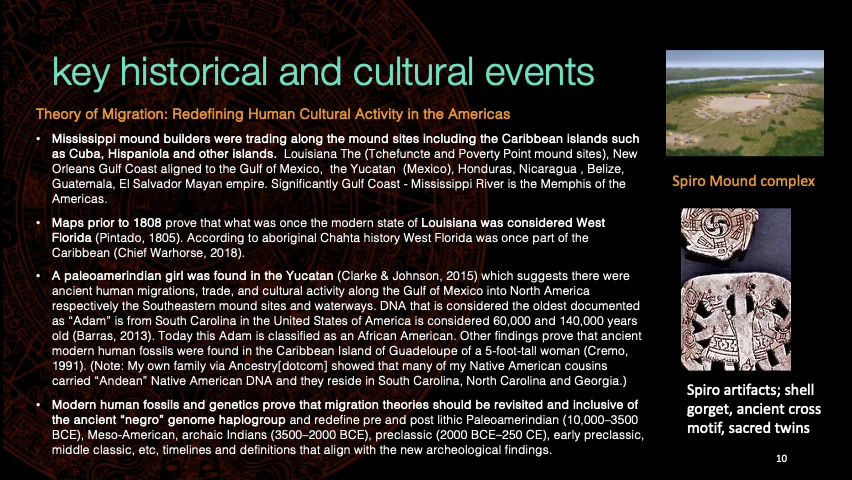 key historical and cultural events
Theory of Migration: Redefining Human Cultural Activity in the Americas
• Mississippi mound builders were trading along the mound sites including the Caribbean islands such
as Cuba, Hispaniola and other islands. Louisiana The (Tchefuncte and Poverty Point mound sites), New
Orleans Gulf Coast aligned to the Gulf of Mexico, the Yucatan (Mexico), Honduras, Nicaragua , Belize,
Guatemala, El Salvador Mayan empire. Significantly Gulf Coast - Mississippi River is the Memphis of the
Americas.
• Maps prior to 1808 prove that what was once the modern state of Louisiana was considered West
Florida (Pintado, 1805). According to aboriginal Chahta history West Florida was once part of the
Caribbean (Chief Warhorse, 2018).
• A paleoamerindian girl was found in the Yucatan (Clarke & Johnson, 2015) which suggests there were
ancient human migrations, trade, and cultural activity along the Gulf of Mexico into North America
respectively the Southeastern mound sites and waterways. DNA that is considered the oldest documented
as “Adam” is from South Carolina in the United States of America is considered 60,000 and 140,000 years
old (Barras, 2013). Today this Adam is classified as an African American. Other findings prove that ancient
modern human fossils were found in the Caribbean Island of Guadeloupe of a 5-foot-tall woman (Cremo,
1991). (Note: My own family via Ancestry[dotcom] showed that many of my Native American cousins
carried “Andean” Native American DNA and they reside in South Carolina, North Carolina and Georgia.)
• Modern human fossils and genetics prove that migration theories should be revisited and inclusive of
the ancient “negro” genome haplogroup and redefine pre and post lithic Paleoamerindian (10,000–3500
BCE), Meso-American, archaic Indians (3500–2000 BCE), preclassic (2000 BCE–250 CE), early preclassic,
middle classic, etc, timelines and definitions that align with the new archeological findings.
Spiro Mound complex
Spiro artifacts; shell
gorget, ancient cross
motif, sacred twins
10